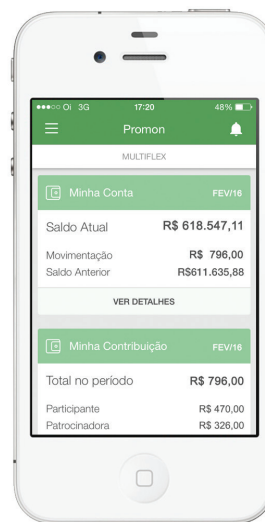 Oi 3G 17:20 48%
Promon
MULTIFLEX
Minha Conta FEV/16
Saldo Atual R$ 618.547,11
Movimentação R$ 796,00
Saldo Anterior R$611.635,88
VER DETALHES
Minha Contribuição FEV/16
Total no período R$ 796,00
Participante R$ 470,00
Patrocinadora R$ 326,00